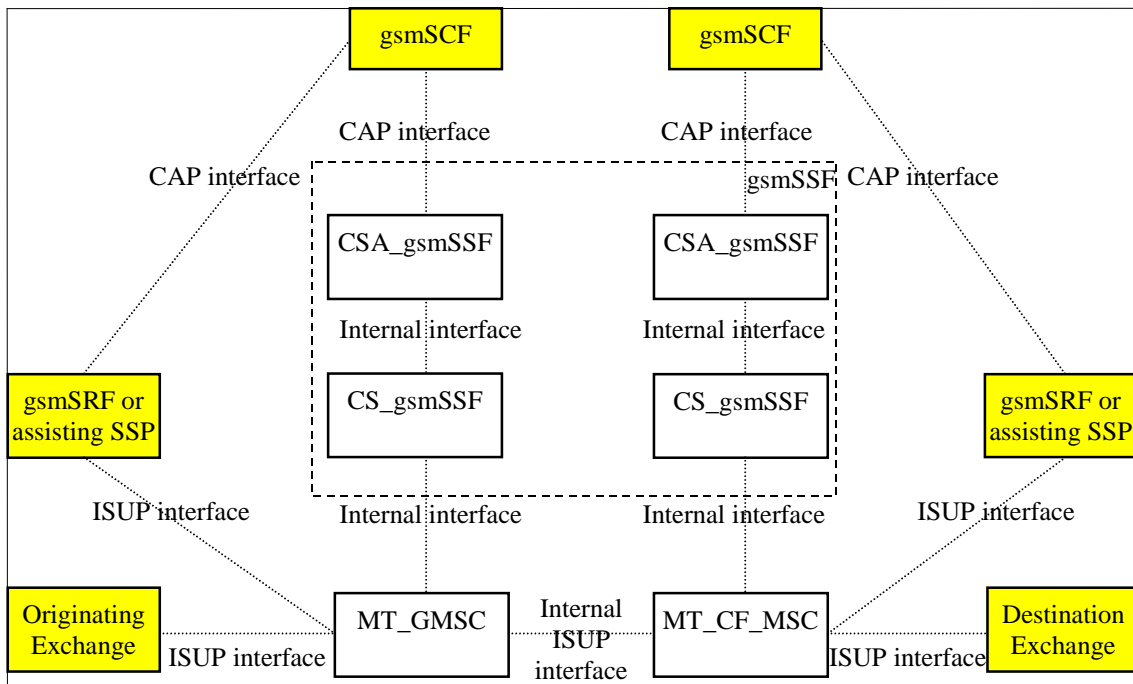 gsmSCF
gsmSCF
CAP interface
CAP interface
CAP interface
gsmSSF
CAP interface
CSA_gsmSSF
CSA_gsmSSF
Internal interface
Internal interface
gsmSRF or
assisting SSP
CS_gsmSSF
CS_gsmSSF
gsmSRF or
assisting SSP
ISUP interface
Internal interface
Internal interface
ISUP interface
Originating
Exchange
MT_GMSC
Internal
ISUP
interface
MT_CF_MSC
Destination
Exchange
ISUP interface
ISUP interface